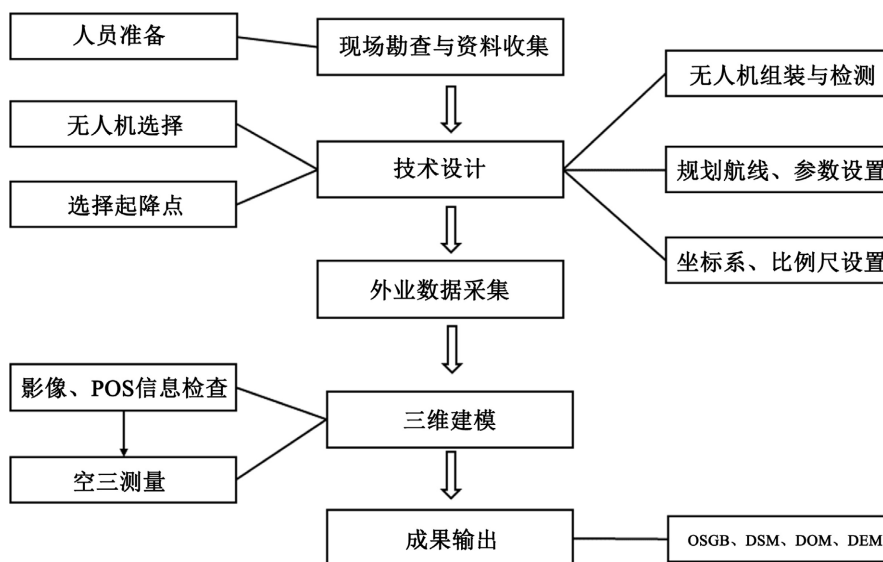 人员准备
现场勘查与资料收集
无人机组装与检测
无人机选择
技术设计
规划航线、参数设置
选择起降点
坐标系、比例尺设置
外业数据采集
影像、POS信息检查
三维建模
空三测量
成果输出
OSGB、DSM、DOM、DEM